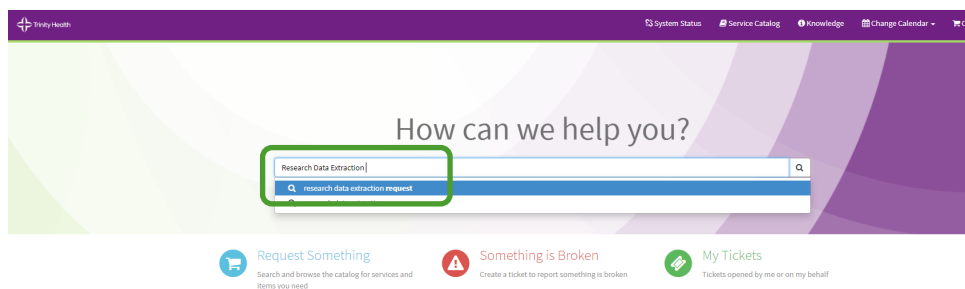 Trinity Health
System Status Service Catalog Knowledge Change Calendar
How can we help you?
Research Data Extraction
research data extraction request
Request Something
Search and browse the catalog for services and
items you need
Something is Broken
Create a ticket to report something is broken
My Tickets
Tickets opened by me or on my behalf